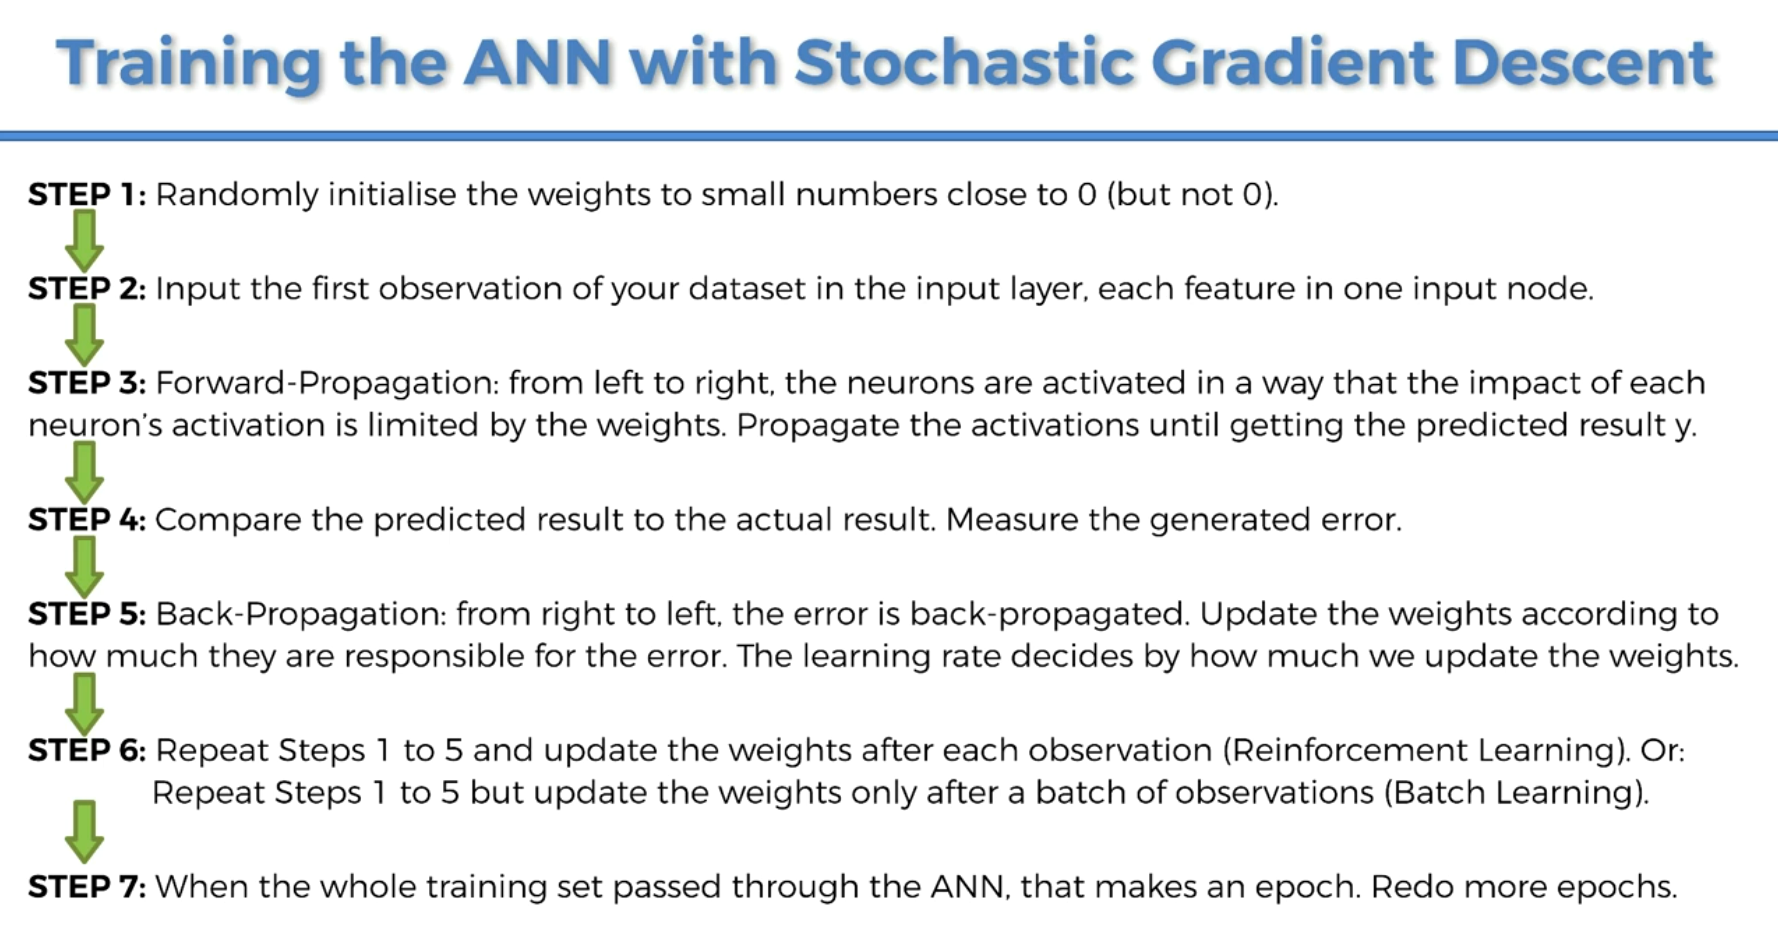 Training the ANN with Stochastic Gradient Descent
STEP 1: Randomly initialise the weights to small numbers close to 0 (but not 0).
STEP 2: Input the first observation of your dataset in the input layer, each feature in one input node.
STEP 3: Forward-Propagation: from left to right, the neurons are activated in a way that the impact of each
neuron's activation is limited by the weights. Propagate the activations until getting the predicted result y.
STEP 4: Compare the predicted result to the actual result. Measure the generated error.
STEP 5: Back-Propagation: from right to left, the error is back-propagated. Update the weights according to
how much they are responsible for the error. The learning rate decides by how much we update the weights.
STEP 6: Repeat Steps 1 to 5 and update the weights after each observation (Reinforcement Learning). Or:
Repeat Steps 1 to 5 but update the weights only after a batch of observations (Batch Learning).
STEP 7: When the whole training set passed through the ANN, that makes an epoch. Redo more epochs.